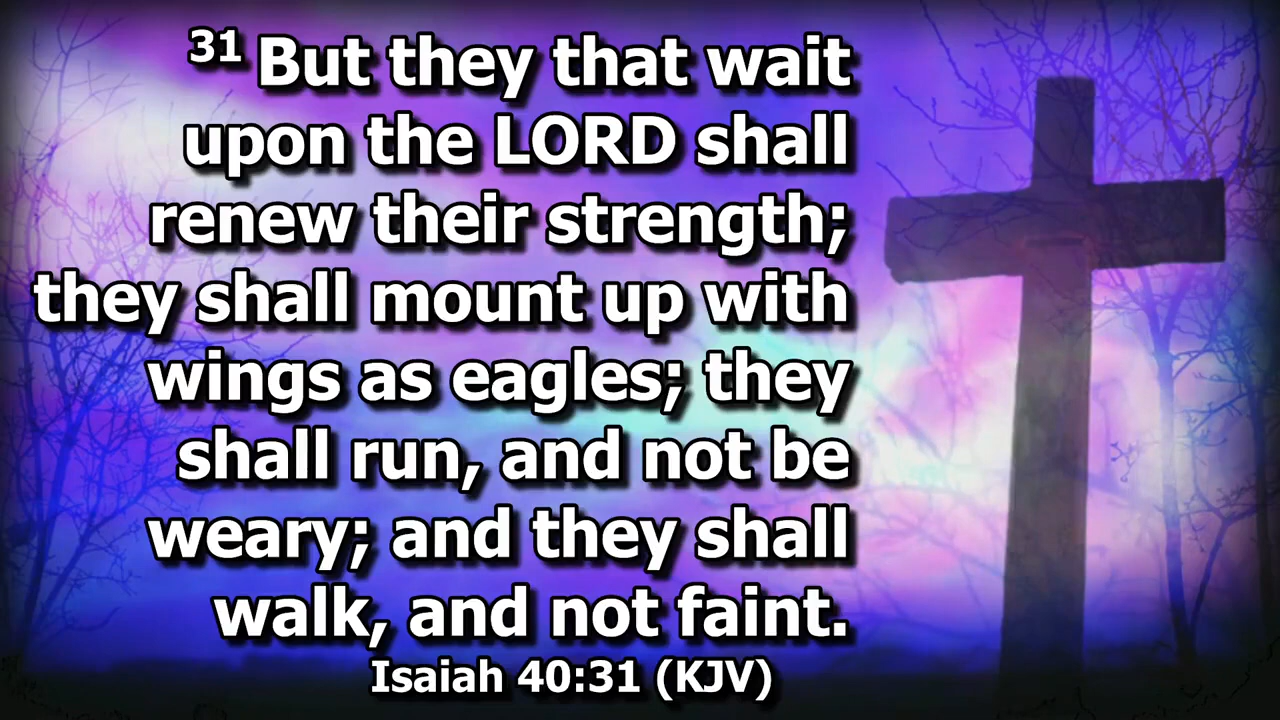 31 But they that wait
upon the LORD shall
renew their strength;
they shall mount up with
wings as eagles; they
shall run, and not be
weary; and they shall
walk, and not faint.
Isaiah 40:31 (KJV)